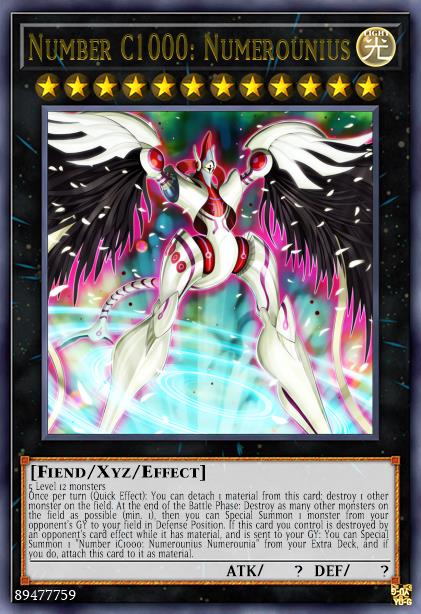 Number C1000: Numeroünius
LIGHT
光
[Fiend/Xyz/Effect]
5 Level 12 monsters
Once per turn (Quick Effect): You can detach 1 material from this card; destroy 1 other
monster on the field. At the end of the Battle Phase: Destroy as many other monsters on
the field as possible (min. 1), then you can Special Summon 1 monster from your
opponent's GY to your field in Defense Position. If this card you control is destroyed by
an opponent's card effect while it has material, and is sent to your GY: You can Special
Summon 1 "Number iC1000: Numerounius Numerounia" from your Extra Deck, and if
you do, attach this card to it as material.
ATK/ ? DEF/ ?
89477759